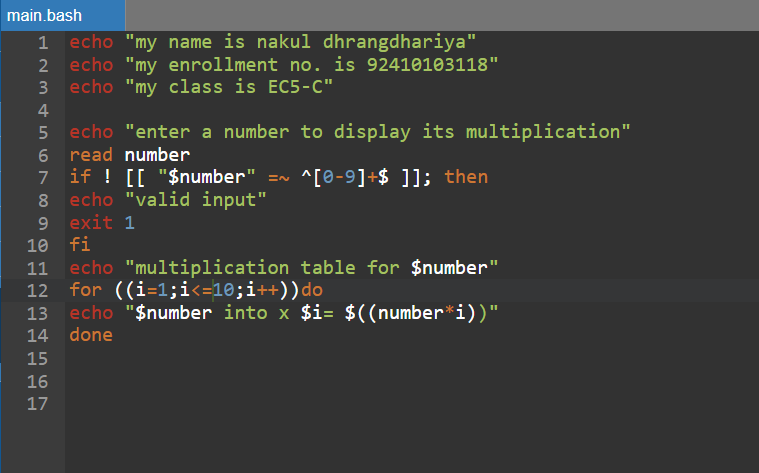 main.bash
1 echo "my name is nakul dhrangdhariya"
2 echo "my enrollment no. is 92410103118"
3 echo "my class is EC5-C"
4
5 echo "enter a number to display its multiplication"
6 read number
7 if ! [[ "$number" =~ ^[0-9]+$ ]]; then
8 echo "valid input"
9 exit 1
10 fi
11 echo "multiplication table for $number"
12 for ((i=1;i<=10;i++))do
13 echo "$number into x $i= $((number*i))"
14 done
15
16
17